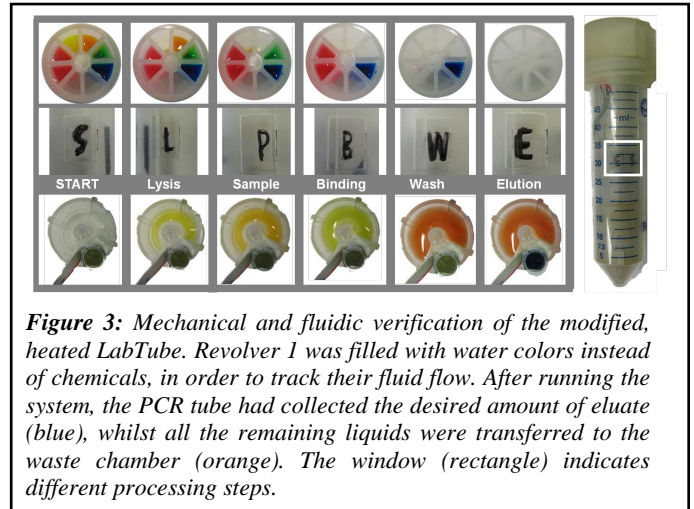 S L P B W E
START Lysis Sample Binding Wash Elution
ml
45
35
30
25
20
15
10
7.5
5
Figure 3: Mechanical and fluidic verification of the modified,
heated LabTube. Revolver 1 was filled with water colors instead
of chemicals, in order to track their fluid flow. After running the
system, the PCR tube had collected the desired amount of eluate
(blue), whilst all the remaining liquids were transferred to the
waste chamber (orange). The window (rectangle) indicates
different processing steps.